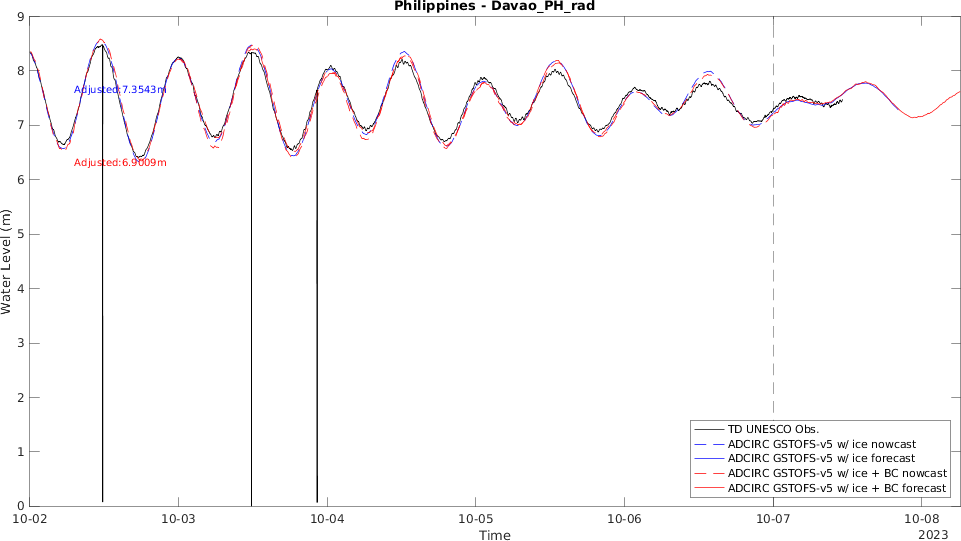 Philippines - Davao_PH_rad
9
8
7
6
5
4
3
2
1
0
Water Level (m)
Adjusted:7.3543m
Adjusted:6.9009m
TD UNESCO Obs.
ADCIRC GSTOFS-v5 w/ ice nowcast
ADCIRC GSTOFS-v5 w/ ice forecast
ADCIRC GSTOFS-v5 w/ ice + BC nowcast
ADCIRC GSTOFS-v5 w/ ice + BC forecast
10-02 10-03 10-04 10-05 10-06 10-07 10-08
Time
2023